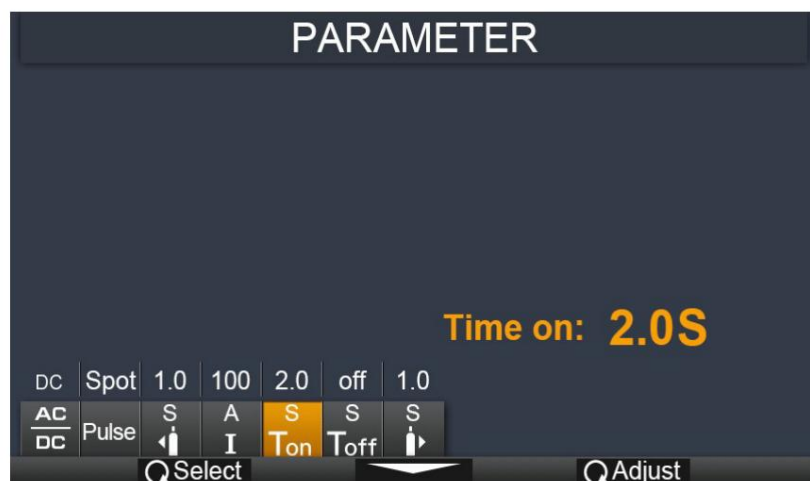 PARAMETER
Time on: 2.0S
DC Spot 1.0 100 2.0 off 1.0
AC S A S S S
DC Pulse I Ton Toff
Select Adjust